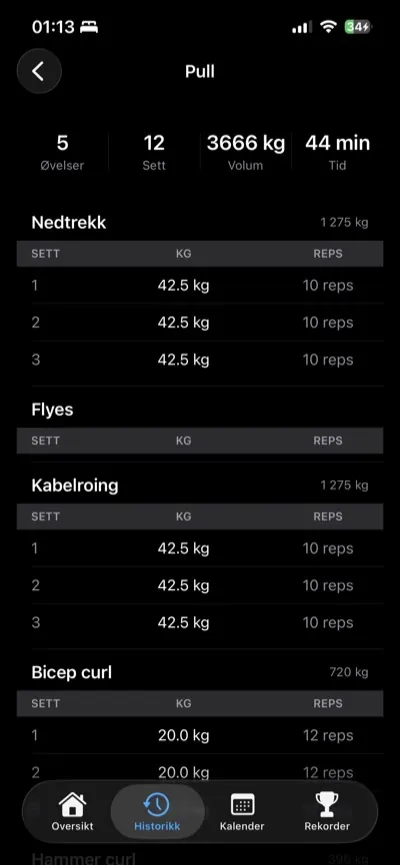 01:13
34
Pull
5 12 3666 kg 44 min
Øvelser Sett Volum Tid
Nedtrekk 1 275 kg
SETT KG REPS
1 42.5 kg 10 reps
2 42.5 kg 10 reps
3 42.5 kg 10 reps
Flyes
SETT KG REPS
Kabelroing 1 275 kg
SETT KG REPS
1 42.5 kg 10 reps
2 42.5 kg 10 reps
3 42.5 kg 10 reps
Bicep curl 720 kg
SETT KG REPS
1 20.0 kg 12 reps
2 20.0 kg 12 reps
Oversikt Historikk Kalender Rekorder
Hammer curl 396 kg